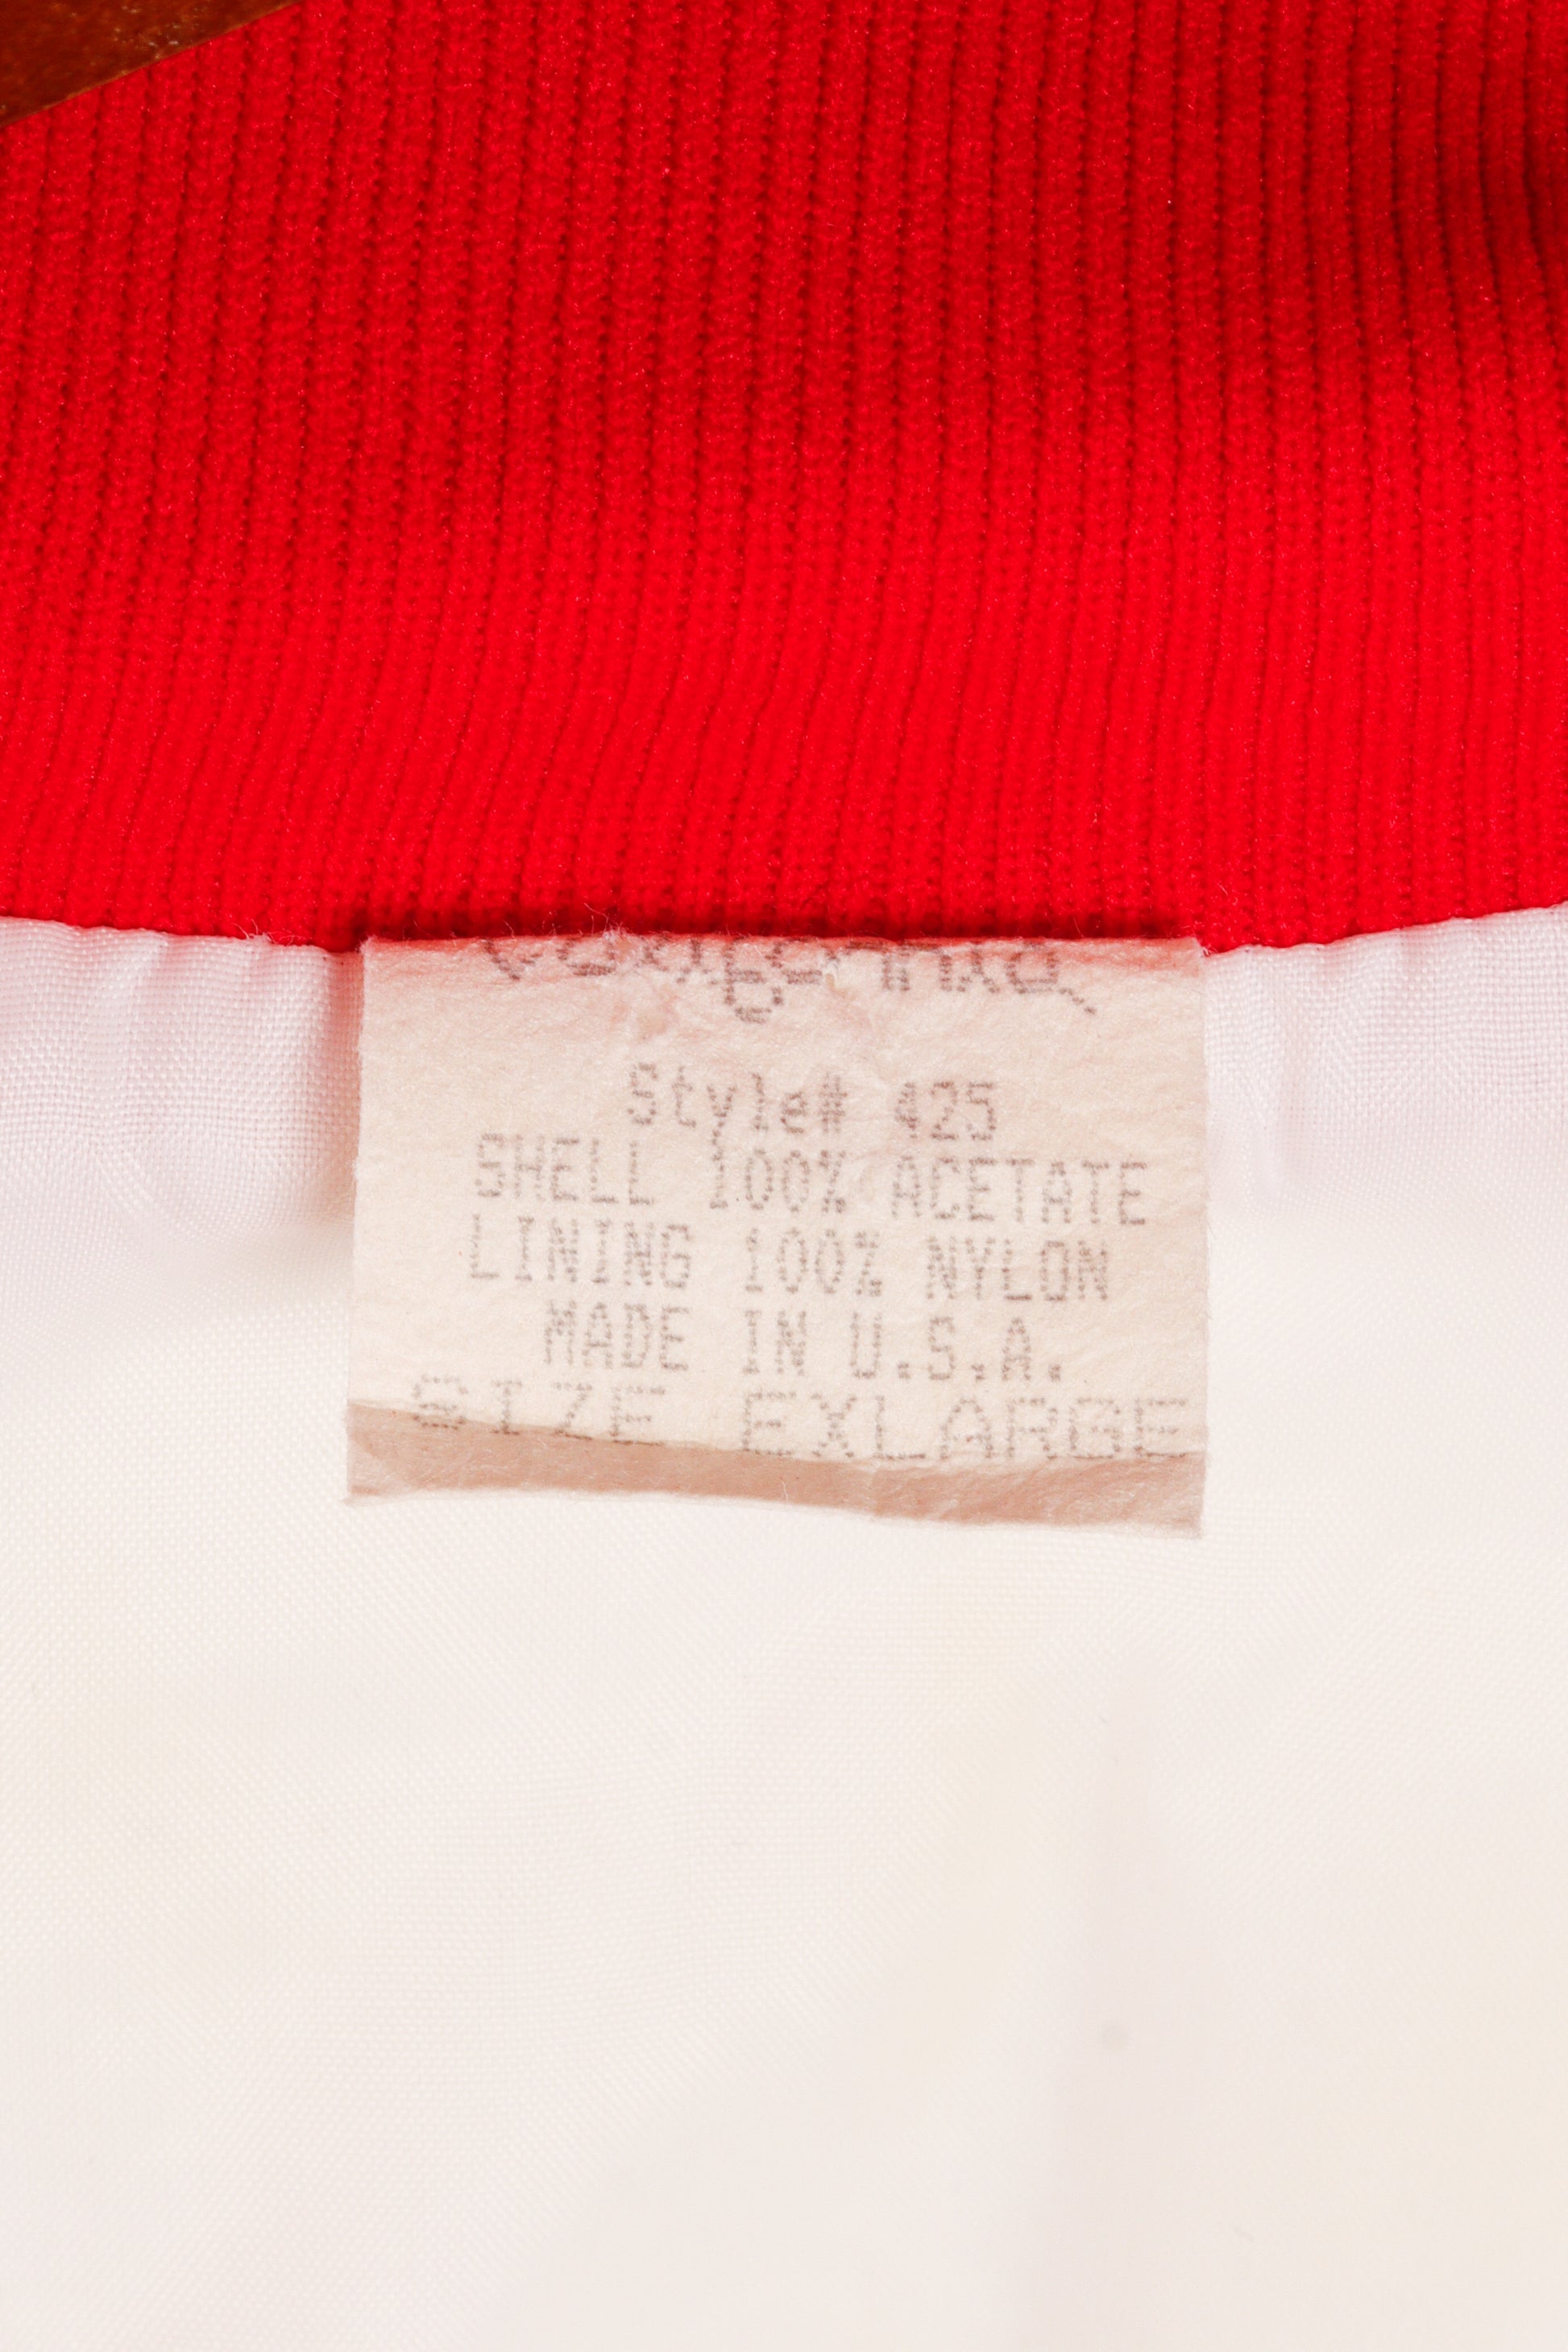 Style# 425
SHELL 100% ACETATE
LINING 100% NYLON
MADE IN U.S.A.
SIZE EXLARGE